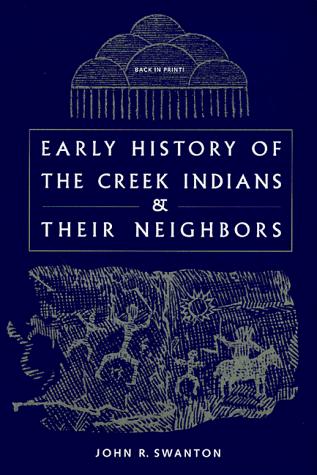 BACK IN PRINT!
EARLY HISTORY OF
THE CREEK INDIANS
&
THEIR NEIGHBORS
JOHN R. SWANTON